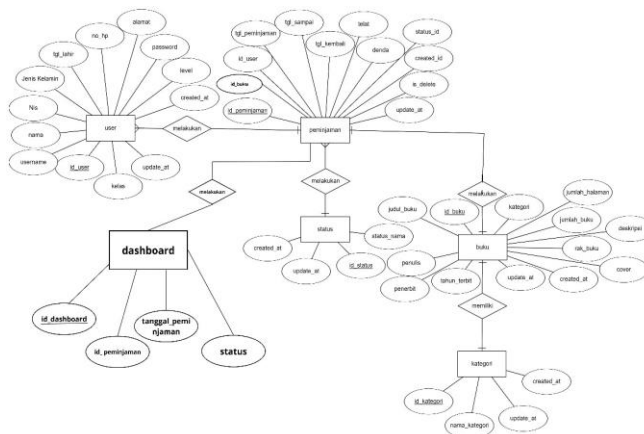 alamat
no_hp
password
tgl_lahir
level
Jenis Kelamin
created_at
Nis
nama
user
username
id_user
update_at
kelas
melakukan
tgl_sampai
telat
tgl_peminjaman
tgl_kembali
denda
status_id
id_user
created_id
id_buku
is_delete
id_peminjaman
update_at
peminjaman
melakukan
melakukan
melakukan
dashboard
id_dashboard
id_peminjaman
tanggal_pemi
njaman
status
status
created_at
status_nama
update_at
id_status
judul_buku
id_buku
kategori
jumlah_halaman
jumlah_buku
deskripsi
buku
penulis
rak_buku
penerbit
tahun_terbit
update_at
created_at
cover
memiliki
kategori
id_kategori
created_at
nama_kategori
update_at